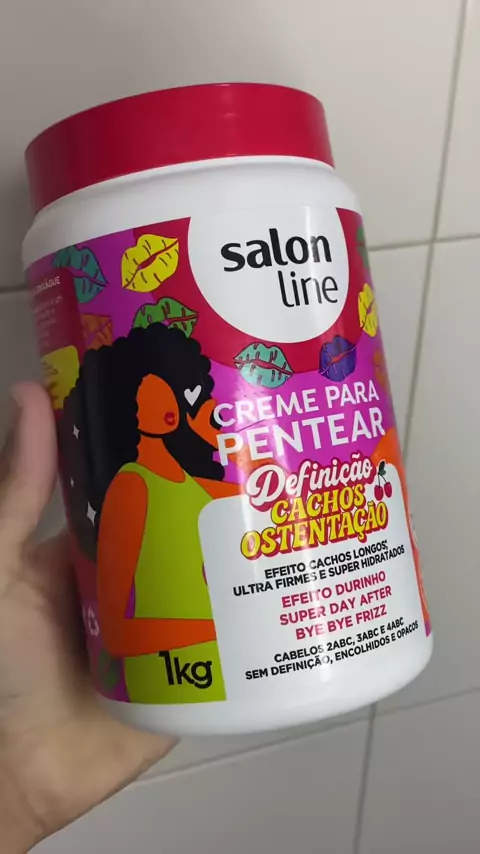 salon
line
CREME PARA
PENTEAR
Definição
CACHOS
OSTENTAÇÃO
EFEITO CACHOS LONGOS,
ULTRA FIRMES E SUPER HIDRATADOS
EFEITO DURINHO
SUPER DAY AFTER
BYE BYE FRIZZ
CABELOS 2ABC, 3ABC E 4ABC
SEM DEFINIÇÃO, ENCOLHIDOS E OPACOS
1kg